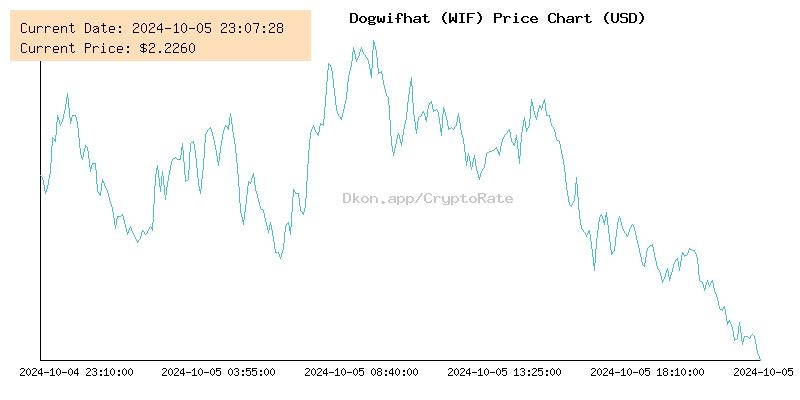 Dogwifhat (WIF) Price Chart (USD)
Current Date: 2024-10-05 23:07:28
Current Price: $2.2260
Dkon.app/CryptoRate
2024-10-04 23:10:00 2024-10-05 03:55:00 2024-10-05 08:40:00 2024-10-05 13:25:00 2024-10-05 18:10:00 2024-10-05